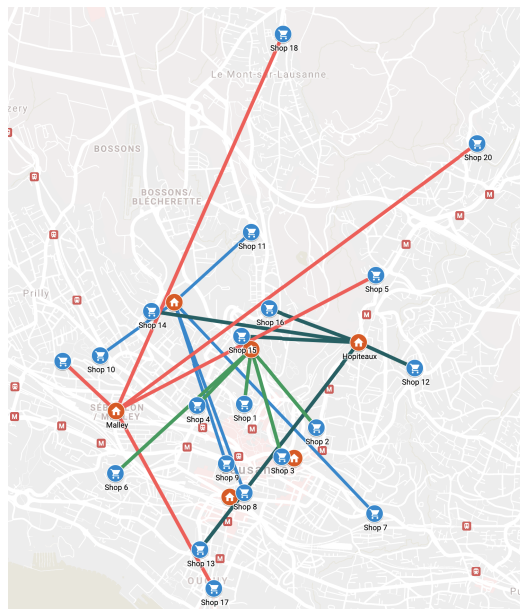 Shop 18
Le Mont-sur-Lausanne
zery
BOSSONS
Shop 20
BOSSONS/
BLÉCHERETTE
Shop 11
M
M
M
Shop 5
Prilly
Shop 16
Shop 14
M
Shop 15
Hôpiteaux
Shop 10
Shop 12
M
Malley
M
Shop 4
Shop 1
M
M
Shop 2
M
M
M
Shop 3
Shop 6
Shop 9
Shop 8
Shop 7
M
Shop 13
M
Shop 17